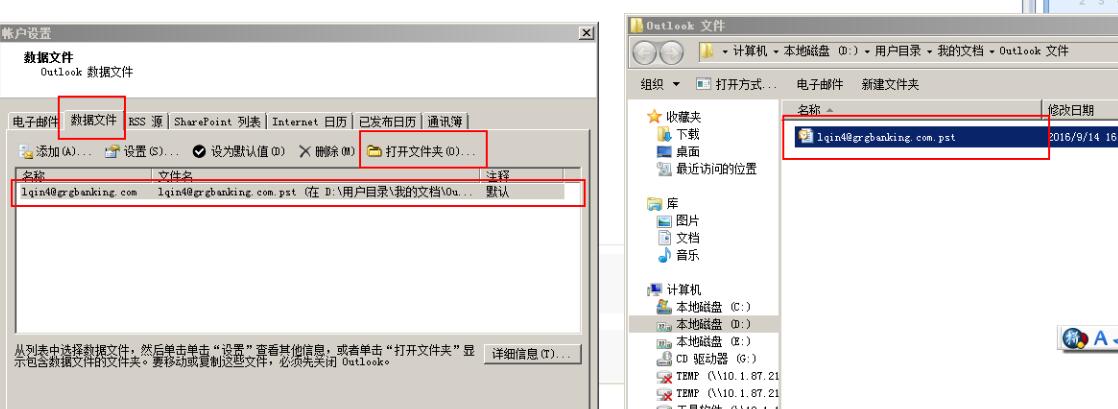 帐户设置
数据文件
Outlook 数据文件
电子邮件 数据文件 RSS 源 SharePoint 列表 Internet 日历 已发布日历 通讯簿
添加(A)... 设置(S)... 设为默认值(D) 删除(M) 打开文件夹(O)...
名称 文件名 注释
lqin4@grgbanking.com lqin4@grgbanking.com.pst (在 D:\用户目录\我的文档\Ou... 默认
从列表中选择数据文件，然后单击单击“设置”查看其他信息，或者单击“打开文件夹”显
示包含数据文件的文件夹。要移动或复制这些文件，必须先关闭 Outlook。
详细信息(T)...
Outlook 文件
计算机 本地磁盘 (D:) 用户目录 我的文档 Outlook 文件
组织 打开方式... 电子邮件 新建文件夹
名称 修改日期
lqin4@grgbanking.com.pst 2016/9/14 16
收藏夹
下载
桌面
最近访问的位置
库
图片
文档
音乐
计算机
本地磁盘 (C:)
本地磁盘 (D:)
本地磁盘 (E:)
CD 驱动器 (G:)
TEMP (\\10.1.87.21
TEMP (\\10.1.87.21
A